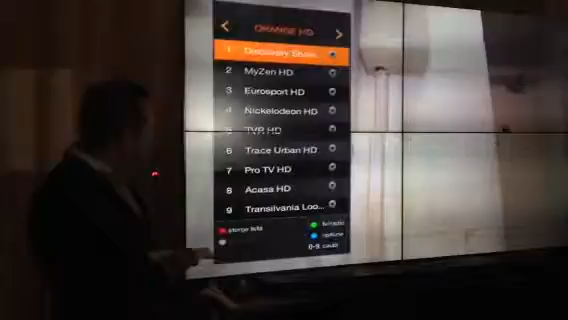 ORANGE HD
1 Discovery Show...
2 MyZen HD
3 Eurosport HD
4 Nickelodeon HD
5 TVR HD
6 Trace Urban HD
7 Pro TV HD
8 Acasa HD
9 Transilvania Loo...
sterge lista
0-9 cauta